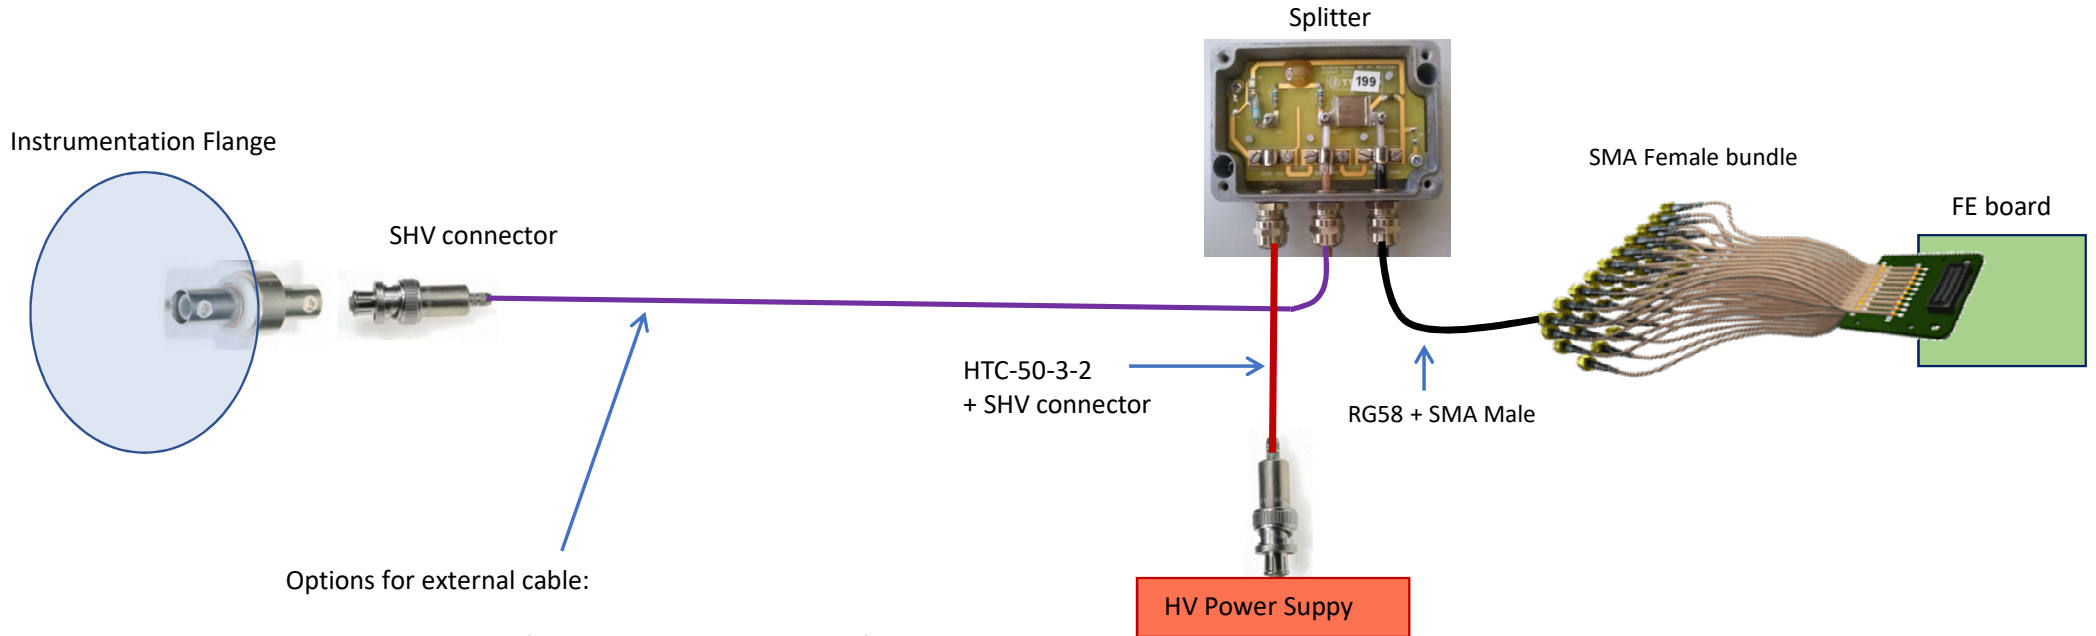 Splitter
199
Instrumentation Flange
SMA Female bundle
FE board
SHV connector
HTC-50-3-2
+ SHV connector
RG58 + SMA Male
Options for external cable:
HV Power Suppy